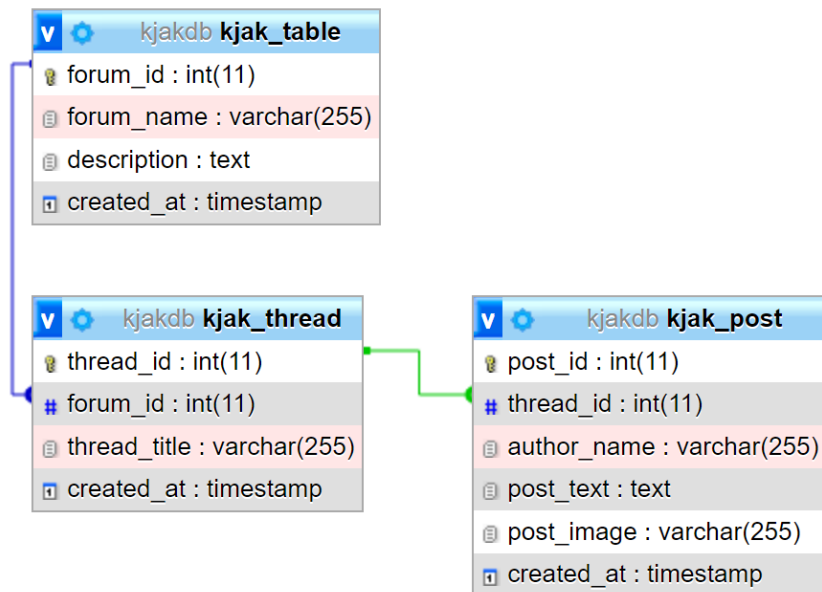 v kjakdb kjak_table
forum_id : int(11)
forum_name : varchar(255)
description : text
created_at : timestamp
v kjakdb kjak_thread
thread_id : int(11)
# forum_id : int(11)
thread_title : varchar(255)
created_at : timestamp
v kjakdb kjak_post
post_id : int(11)
# thread_id : int(11)
author_name : varchar(255)
post_text : text
post_image : varchar(255)
created_at : timestamp